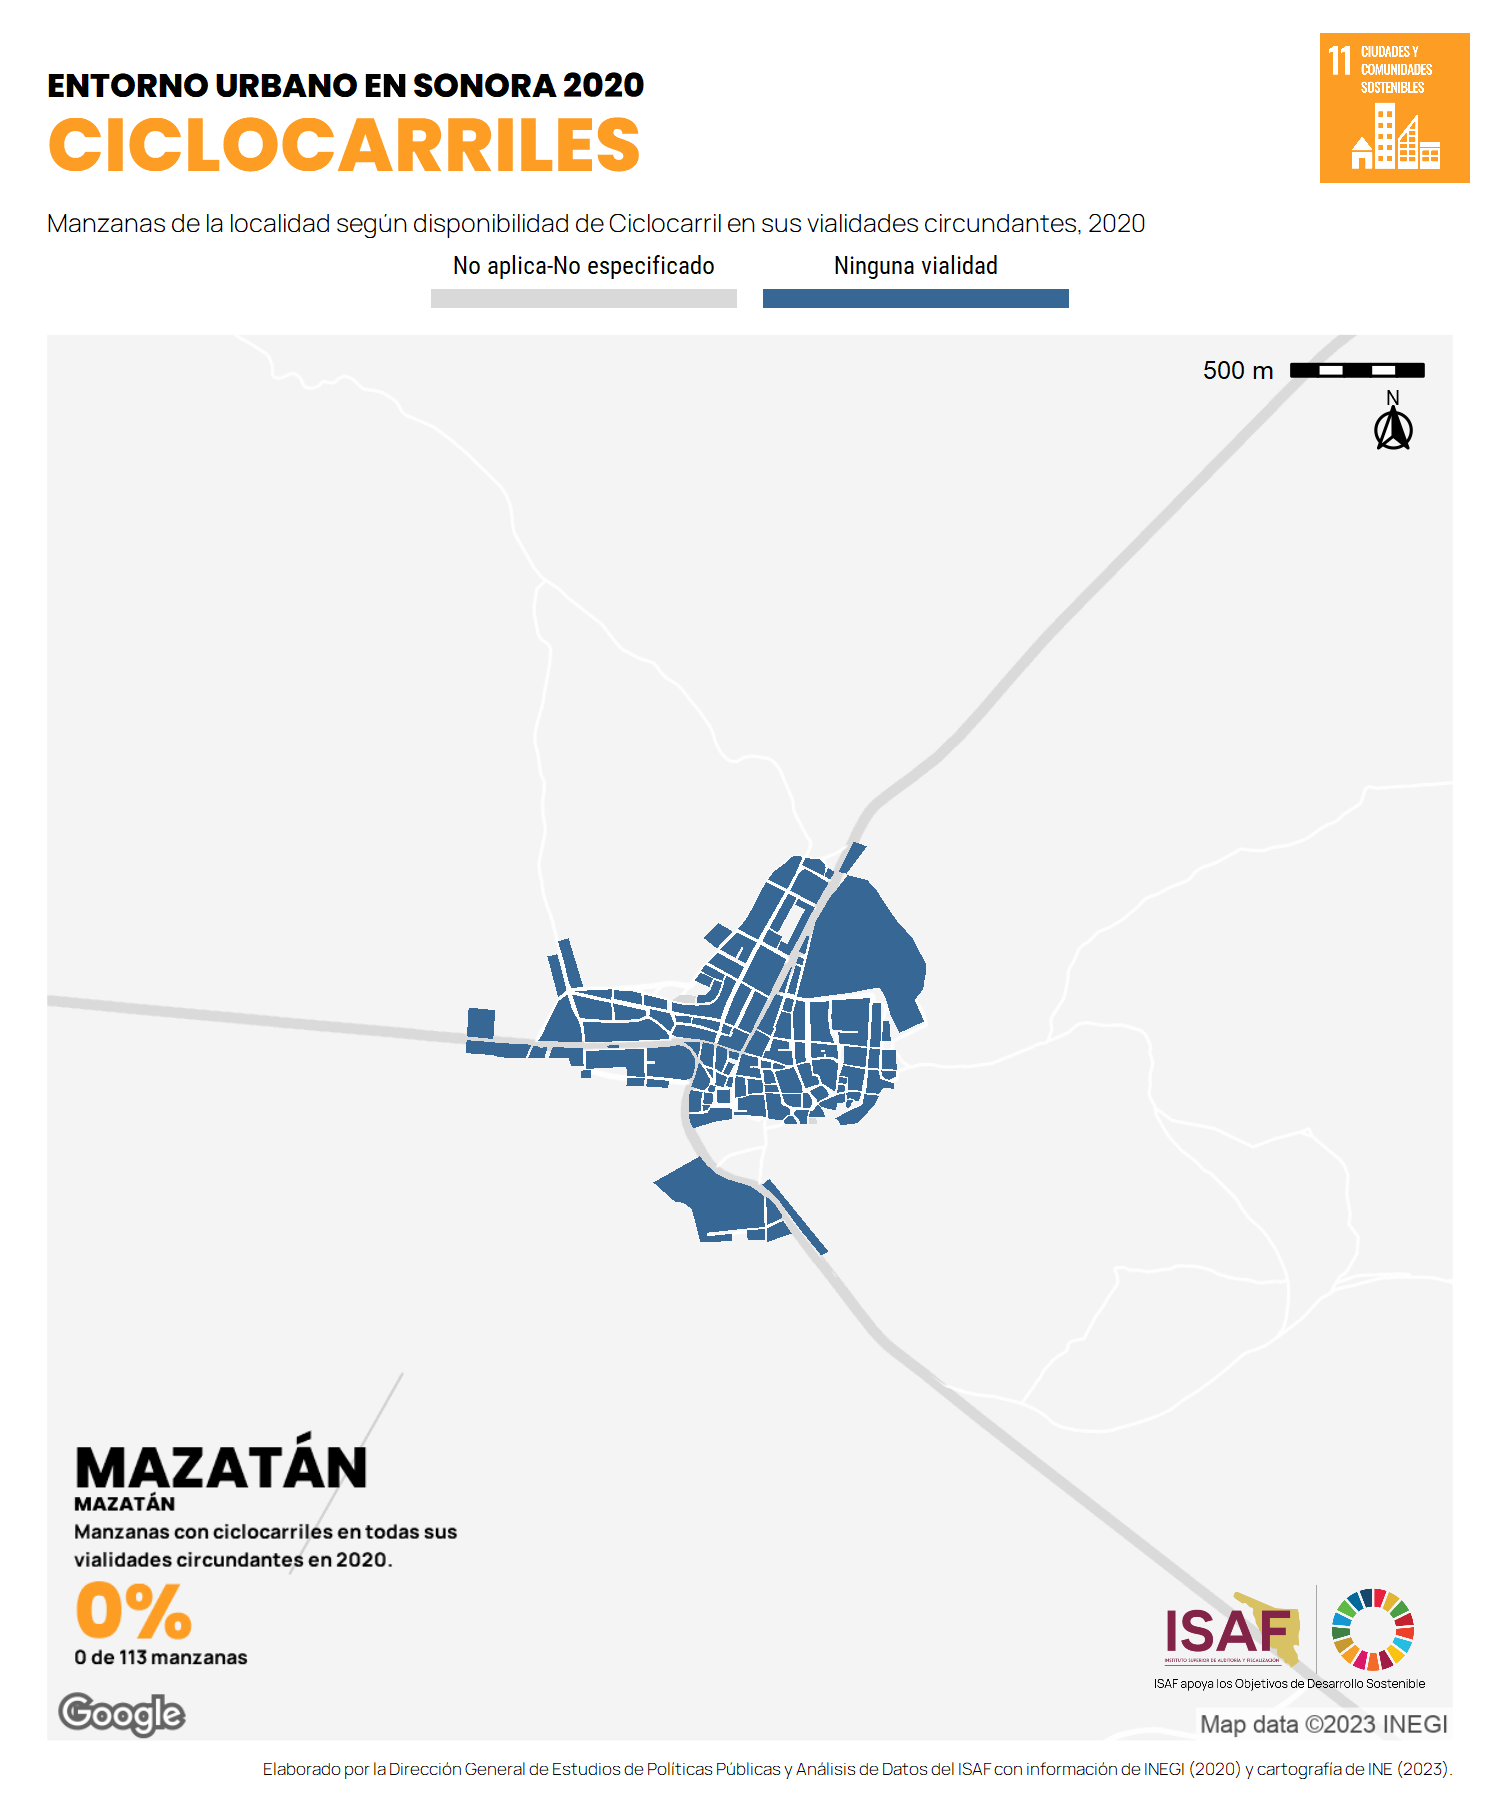 ENTORNO URBANO EN SONORA 2020
CICLOCARRILES
11 CIUDADES Y
COMUNIDADES
SOSTENIBLES
Manzanas de la localidad según disponibilidad de Ciclocarril en sus vialidades circundantes, 2020
No aplica-No especificado
Ninguna vialidad
500 m
N
MAZATÁN
MAZATÁN
Manzanas con ciclocarriles en todas sus
vialidades circundantes en 2020.
0%
0 de 113 manzanas
ISAF
INSTITUTO SUPERIOR DE AUDITORÍA Y FISCALIZACIÓN
ISAF apoya los Objetivos de Desarrollo Sostenible
Google
Map data ©2023 INEGI
Elaborado por la Dirección General de Estudios de Políticas Públicas y Análisis de Datos del ISAF con información de INEGI (2020) y cartografía de INE (2023).